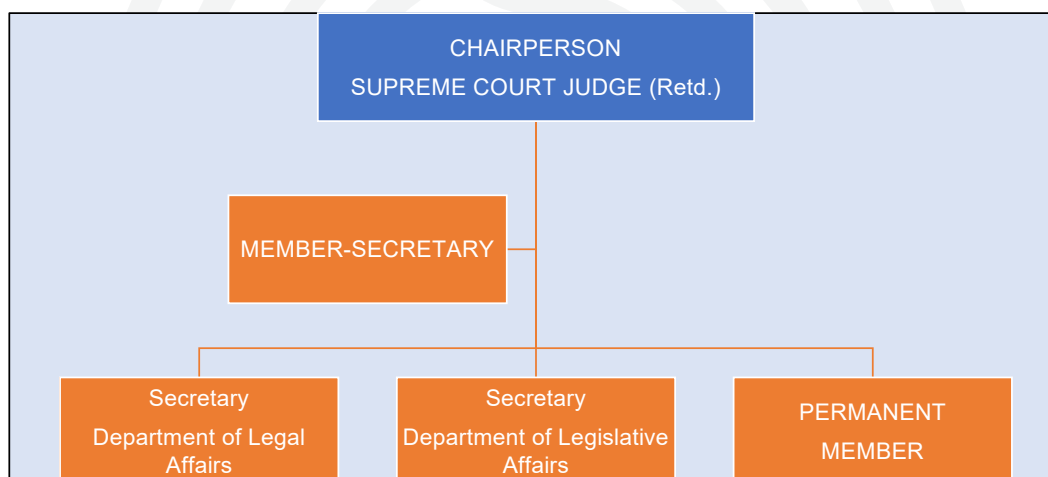 CHAIRPERSON
SUPREME COURT JUDGE (Retd.)
MEMBER-SECRETARY
Secretary
Department of Legal
Affairs
Secretary
Department of Legislative
Affairs
PERMANENT
MEMBER